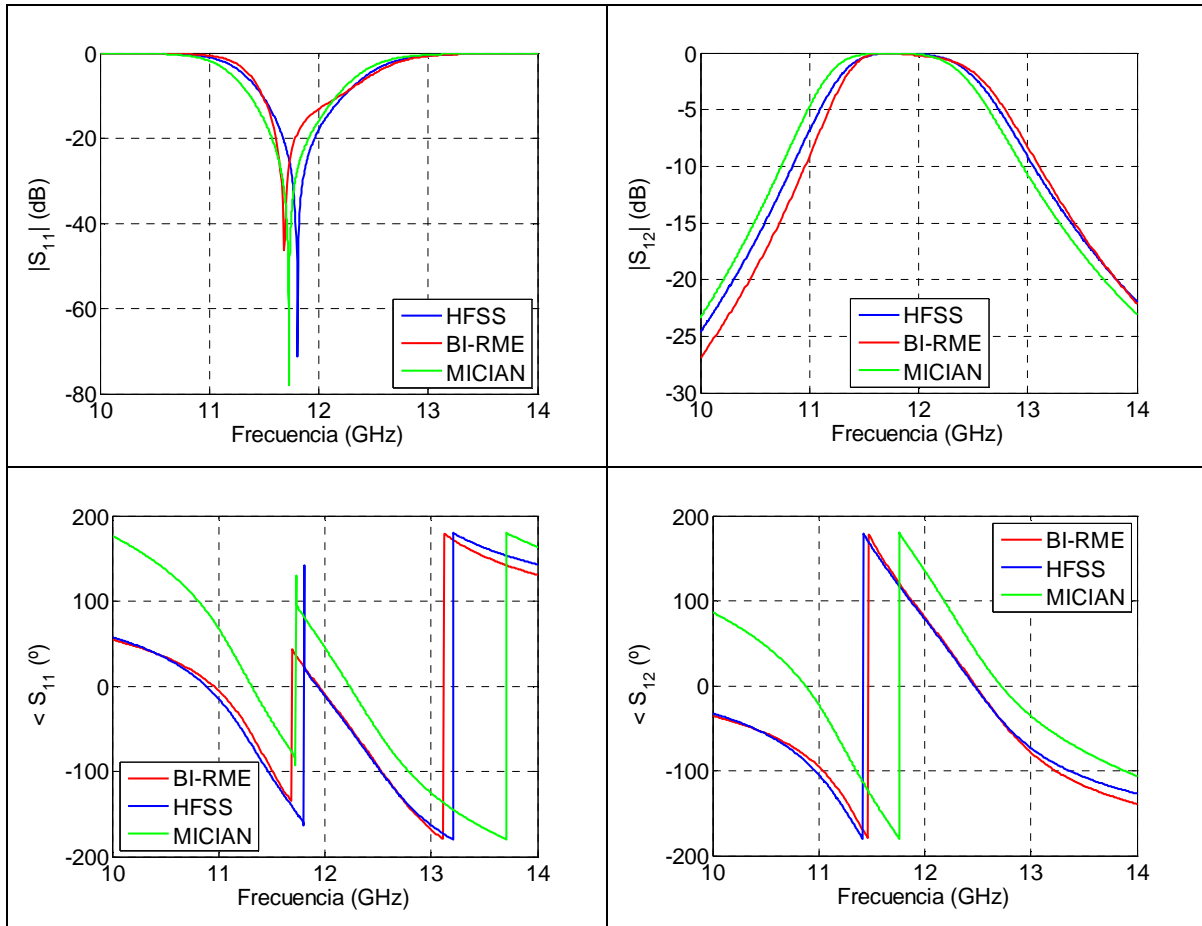 0
-20
-40
-60
-80
|S11| (dB)
HFSS
BI-RME
MICIAN
10 11 12 13 14
Frecuencia (GHz)
0
-5
-10
-15
-20
-25
-30
|S12| (dB)
HFSS
BI-RME
MICIAN
10 11 12 13 14
Frecuencia (GHz)
200
100
0
-100
-200
< S11 (º)
BI-RME
HFSS
MICIAN
10 11 12 13 14
Frecuencia (GHz)
200
100
0
-100
-200
< S12 (º)
BI-RME
HFSS
MICIAN
10 11 12 13 14
Frecuencia (GHz)